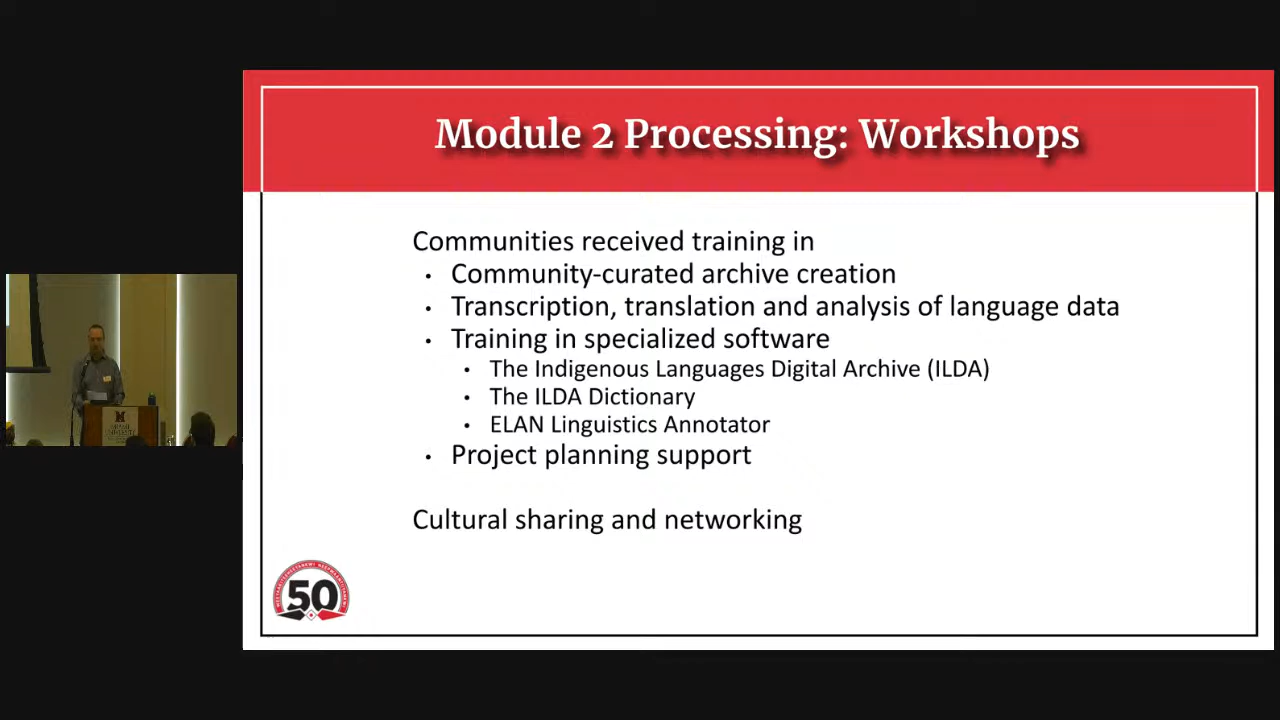 Module 2 Processing: Workshops
Communities received training in
• Community-curated archive creation
• Transcription, translation and analysis of language data
• Training in specialized software
• The Indigenous Languages Digital Archive (ILDA)
• The ILDA Dictionary
• ELAN Linguistics Annotator
• Project planning support
Cultural sharing and networking
50
M
MIAMI
UNIVERSITY